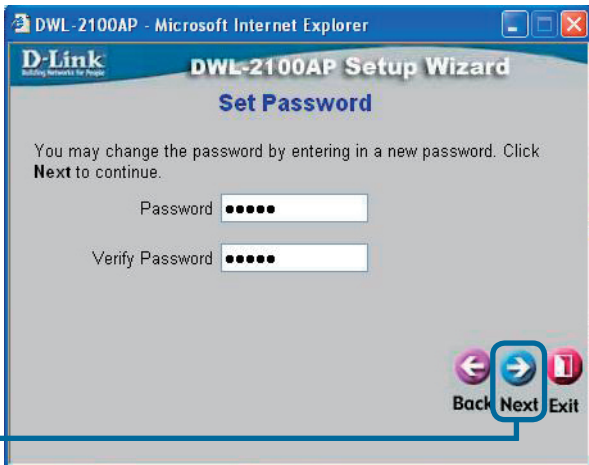 DWL-2100AP - Microsoft Internet Explorer
D-Link
Building Networks for People
DWL-2100AP Setup Wizard
Set Password
You may change the password by entering in a new password. Click
Next to continue.
Password •••••
Verify Password •••••
Back Next Exit